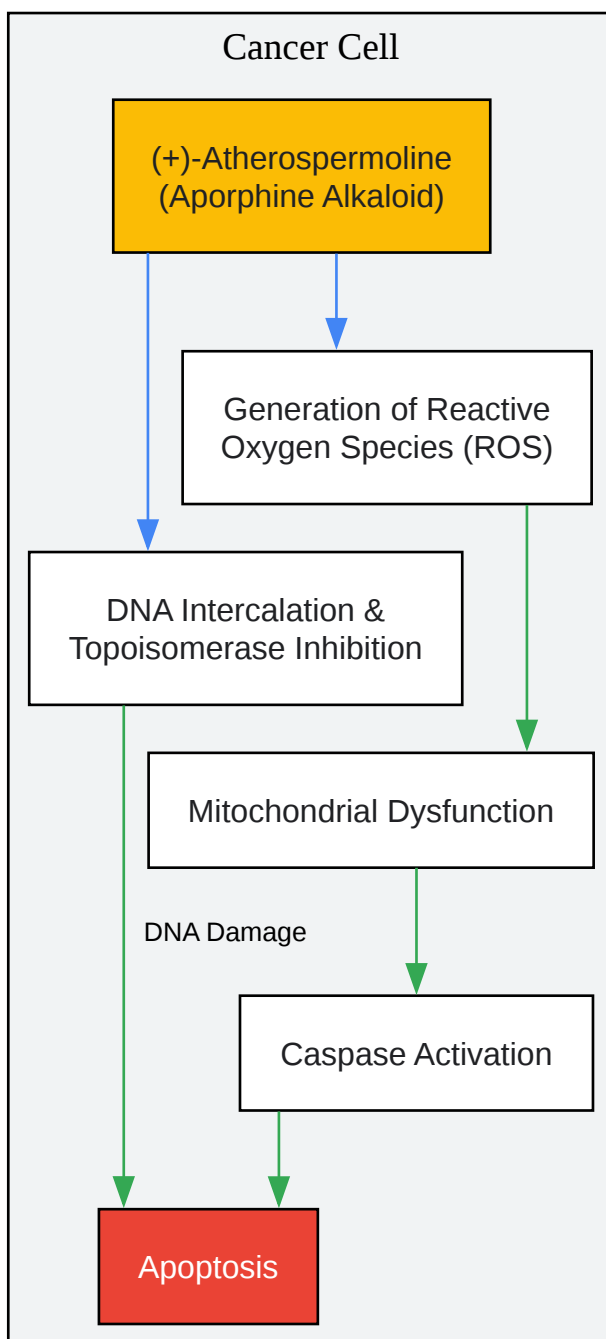 Cancer Cell
(+)-Atherospermoline
(Aporphine Alkaloid)
Generation of Reactive
Oxygen Species (ROS)
DNA Intercalation &
Topoisomerase Inhibition
Mitochondrial Dysfunction
DNA Damage
Caspase Activation
Apoptosis